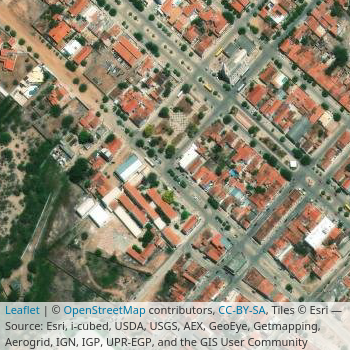 Leaflet | © OpenStreetMap contributors, CC-BY-SA, Tiles © Esri —
Source: Esri, i-cubed, USDA, USGS, AEX, GeoEye, Getmapping,
Aerogrid, IGN, IGP, UPR-EGP, and the GIS User Community